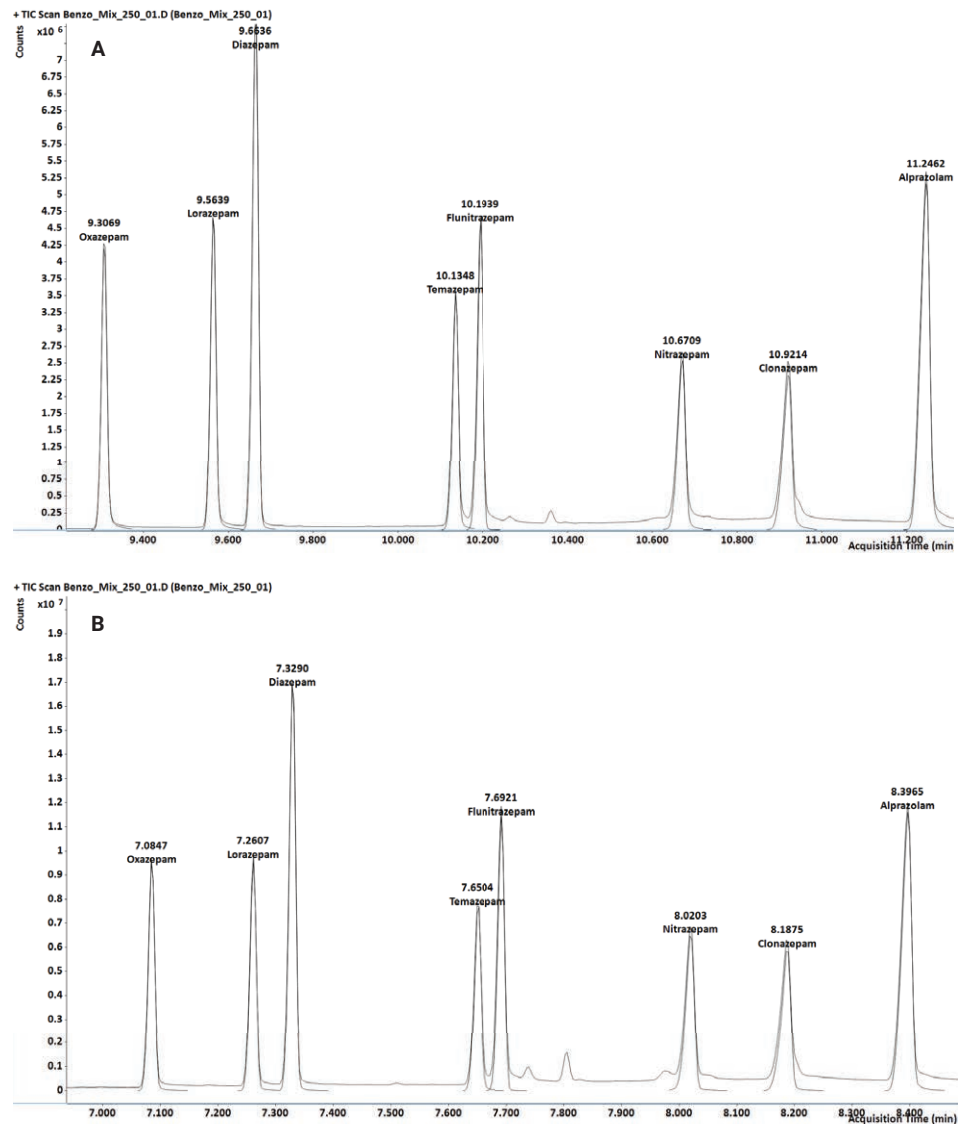 + TIC Scan Benzo_Mix_250_01.D (Benzo_Mix_250_01)
Counts
x10 6
A
9.6636
Diazepam
11.2462
Alprazolam
9.5639
Lorazepam
10.1939
Flunitrazepam
9.3069
Oxazepam
10.1348
Temazepam
10.6709
Nitrazepam
10.9214
Clonazepam
7
6.75
6.5
6.25
6
5.75
5.5
5.25
5
4.75
4.5
4.25
4
3.75
3.5
3.25
3
2.75
2.5
2.25
2
1.75
1.5
1.25
1
0.75
0.5
0.25
0
9.400 9.600 9.800 10.000 10.200 10.400 10.600 10.800 11.000 11.200
Acquisition Time (min
+ TIC Scan Benzo_Mix_250_01.D (Benzo_Mix_250_01)
Counts
x10 7
B
7.3290
Diazepam
7.6921
Flunitrazepam
8.3965
Alprazolam
7.0847
Oxazepam
7.2607
Lorazepam
7.6504
Temazepam
8.0203
Nitrazepam
8.1875
Clonazepam
1.9
1.8
1.7
1.6
1.5
1.4
1.3
1.2
1.1
1
0.9
0.8
0.7
0.6
0.5
0.4
0.3
0.2
0.1
0
7.000 7.100 7.200 7.300 7.400 7.500 7.600 7.700 7.800 7.900 8.000 8.100 8.200 8.300 8.400
Acquisition Time (min